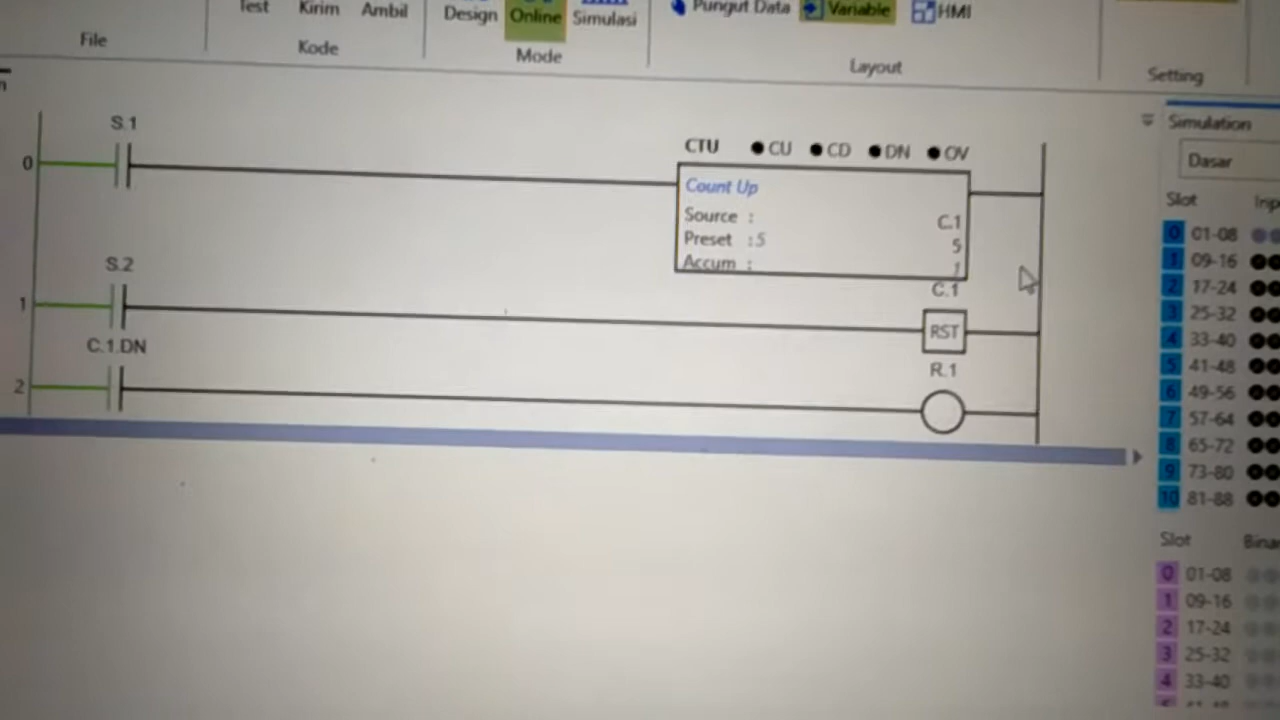 Test Kirim Ambil Design Online Simulasi Pungut Data Variable HMI
File Kode Mode Layout Setting
S.1
0
CTU CU CD DN OV
Count Up
Source : C.1
Preset :5 5
Accum : 1
S.2
1
C.1
RST
C.1.DN
2
R.1
Simulation
Dasar
Slot
0 01-08
1 09-16
2 17-24
3 25-32
4 33-40
5 41-48
6 49-56
7 57-64
8 65-72
9 73-80
10 81-88
Slot
0 01-08
1 09-16
2 17-24
3 25-32
4 33-40